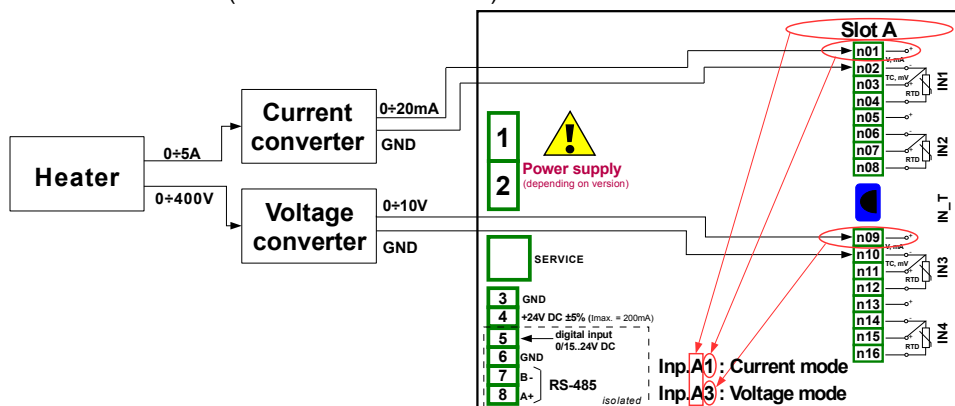 Slot A
Heater
0÷5A
0÷400V
Current
converter
0÷20mA
GND
Voltage
converter
0÷10V
GND
1
2
Power supply
(depending on version)
SERVICE
3 GND
4 +24V DC ±5% (Imax. = 200mA)
5 digital input
0/15..24V DC
6 GND
7 B-
8 A+
RS-485
isolated
n01 +
V, mA
n02 -
TC, mV
n03 +
RTD
n04
IN1
n05 +
n06 -
n07 +
RTD
n08
IN2
IN_T
n09 +
V, mA
n10 -
TC, mV
n11 +
RTD
n12
IN3
n13 +
n14 -
n15 +
RTD
n16
IN4
Inp.A1 : Current mode
Inp.A3 : Voltage mode